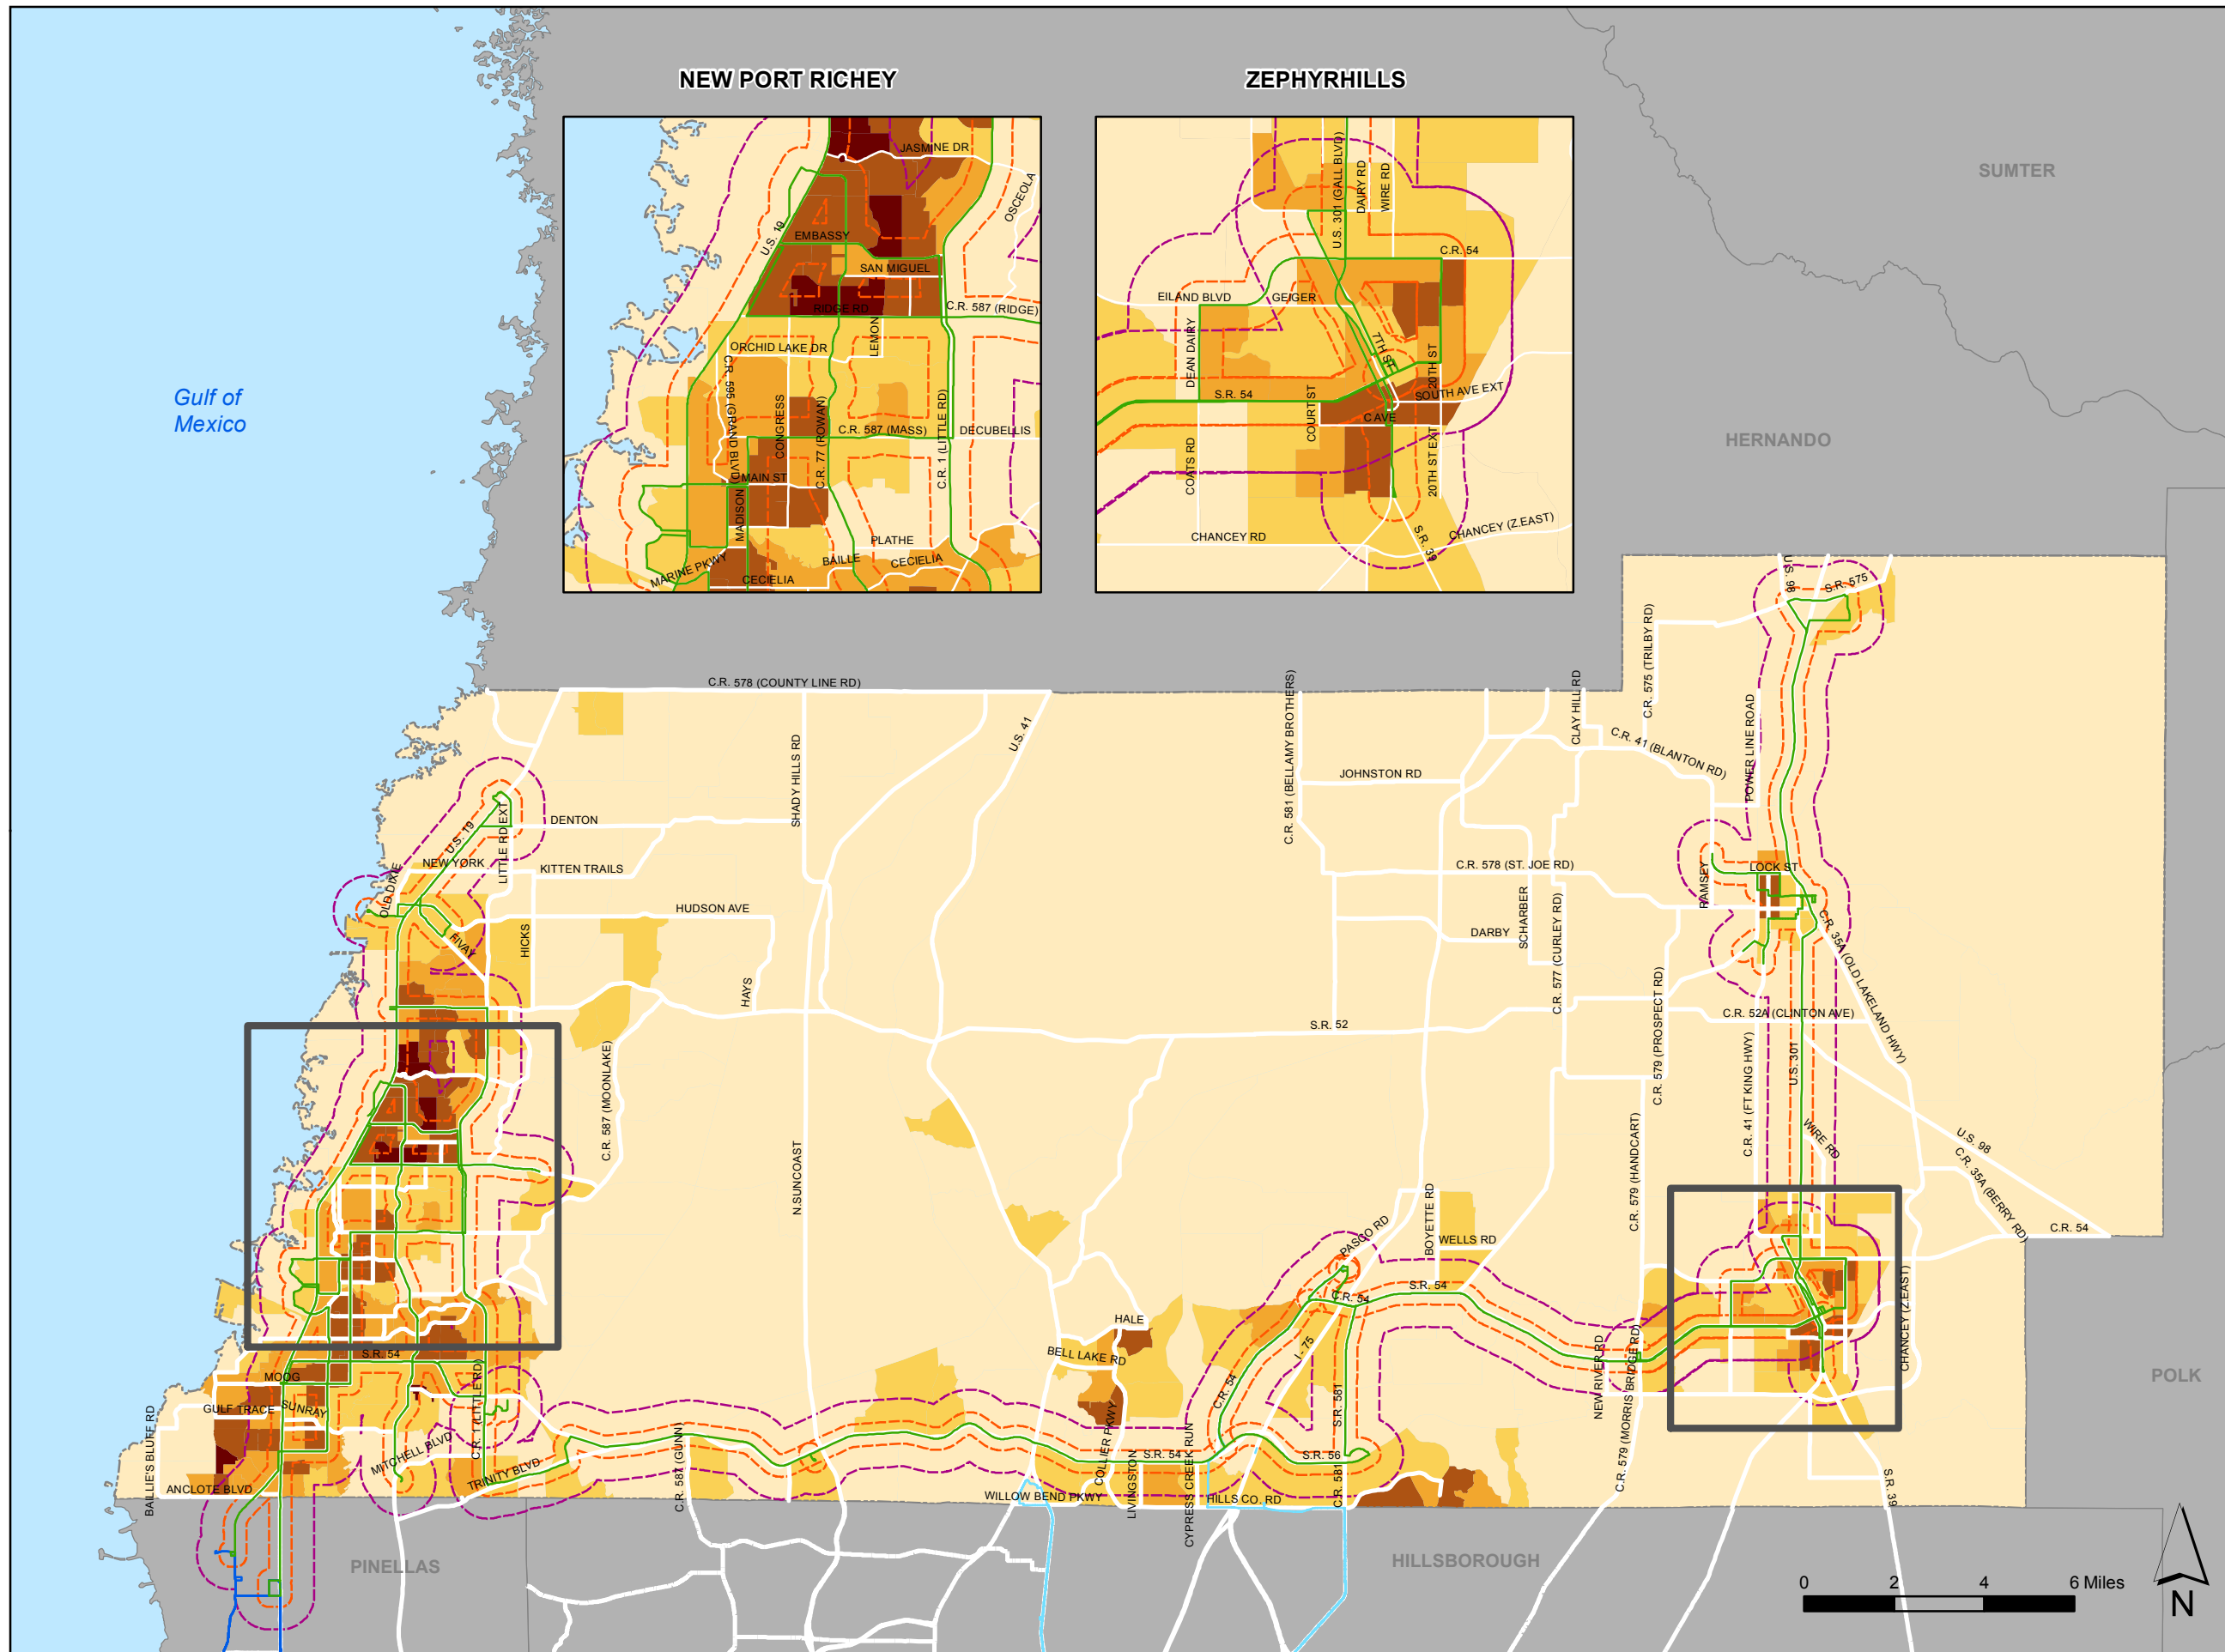 NEW PORT RICHEY
ZEPHYRHILLS
SUMTER
HERNANDO
POLK
HILLSBOROUGH
PINELLAS
Gulf of
Mexico
JASMINE DR
OSCEOLA
U.S. 19
EMBASSY
SAN MIGUEL
RIDGE RD
C.R. 587 (RIDGE)
LEMON
ORCHID LAKE DR
C.R. 595 (GRAND BLVD)
CONGRESS
C.R. 77 (ROWAN)
C.R. 587 (MASS)
C.R. 1 (LITTLE RD)
DECUBELLIS
MAIN ST
MADISON
PLATHE
MARINE PKWY
BAILLE
CECIELIA
CECIELIA
U.S. 301 (GALL BLVD)
DAIRY RD
WIRE RD
C.R. 54
EILAND BLVD
GEIGER
DEAN DAIRY
7TH ST
20TH ST
S.R. 54
COURT ST
SOUTH AVE EXT
C AVE
COATS RD
20TH ST EXT
S.R. 39
CHANCEY RD
CHANCEY (Z.EAST)
U.S. 98
S.R. 575
C.R. 575 (TRILBY RD)
C.R. 578 (COUNTY LINE RD)
U.S. 41
SHADY HILLS RD
C.R. 581 (BELLAMY BROTHERS)
CLAY HILL RD
C.R. 41 (BLANTON RD)
POWER LINE ROAD
JOHNSTON RD
U.S. 19
LITTLE RD EXT
DENTON
NEW YORK
KITTEN TRAILS
OLD DIXIE
C.R. 578 (ST. JOE RD)
RAMSEY
LOCK ST
HUDSON AVE
FIVAY
HICKS
HAYS
SCHARBER
DARBY
C.R. 577 (CURLEY RD)
C.R. 35A (OLD LAKELAND HWY)
C.R. 579 (PROSPECT RD)
C.R. 52A (CLINTON AVE)
S.R. 52
C.R. 587 (MOONLAKE)
C.R. 41 (FT KING HWY)
U.S. 301
WIRE RD
U.S. 98
C.R. 35A (BERRY RD)
C.R. 54
N.SUNCOAST
C.R. 579 (HANDCART)
BOYETTE RD
WELLS RD
PASCO RD
S.R. 54
C.R. 54
CHANCEY (Z.EAST)
HALE
BELL LAKE RD
I-75
C.R. 54
S.R. 581
NEW RIVER RD
C.R. 579 (MORRIS BRIDGE RD)
S.R. 54
MOOG
GULF TRACE
SUNRAY
BAILLIE'S BLUFF RD
C.R. 1 (LITTLE RD)
MITCHELL BLVD
TRINITY BLVD
ANCLOTE BLVD
C.R. 581 (GUNN)
COLLIER PKWY
LIVINGSTON
S.R. 54
CYPRESS CREEK RUN
S.R. 56
C.R. 581
WILLOW BEND PKWY
HILLS CO. RD
S.R. 39
0 2 4 6 Miles
N